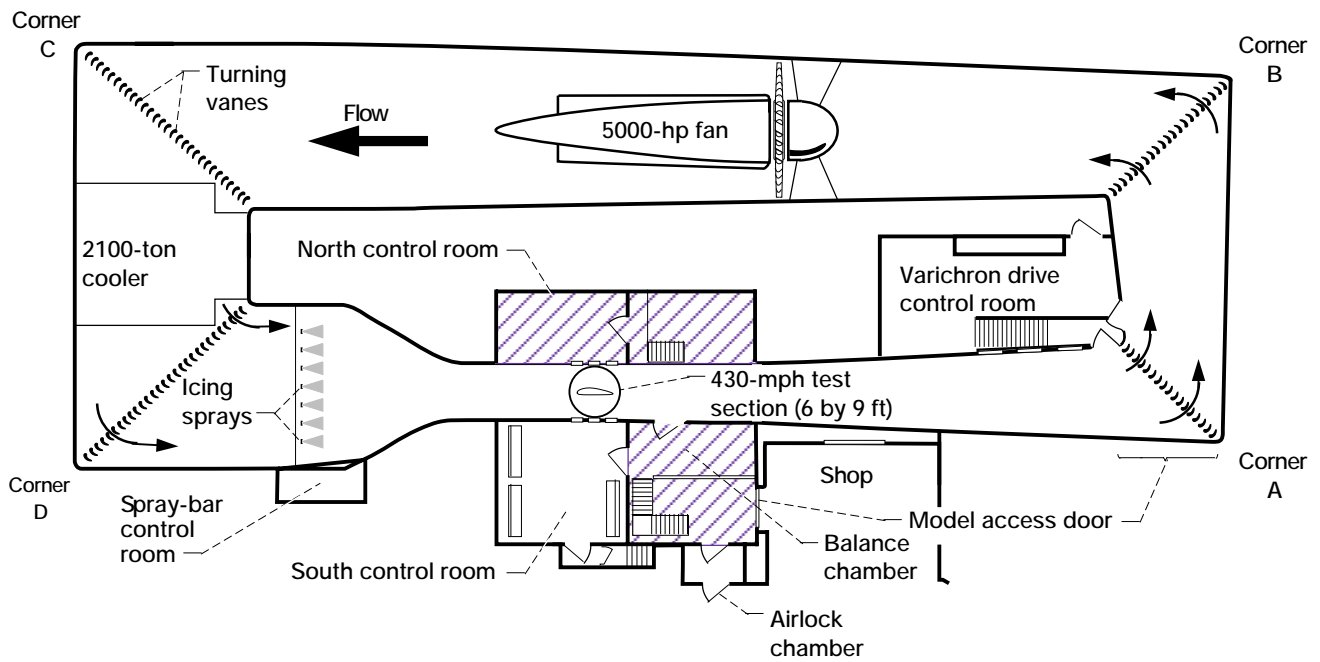 Corner
C
Turning
vanes
Flow
5000-hp fan
Corner
B
2100-ton
cooler
North control room
Varichron drive
control room
Icing
sprays
430-mph test
section (6 by 9 ft)
Corner
D
Spray-bar
control
room
South control room
Shop
Corner
A
Model access door
Balance
chamber
Airlock
chamber